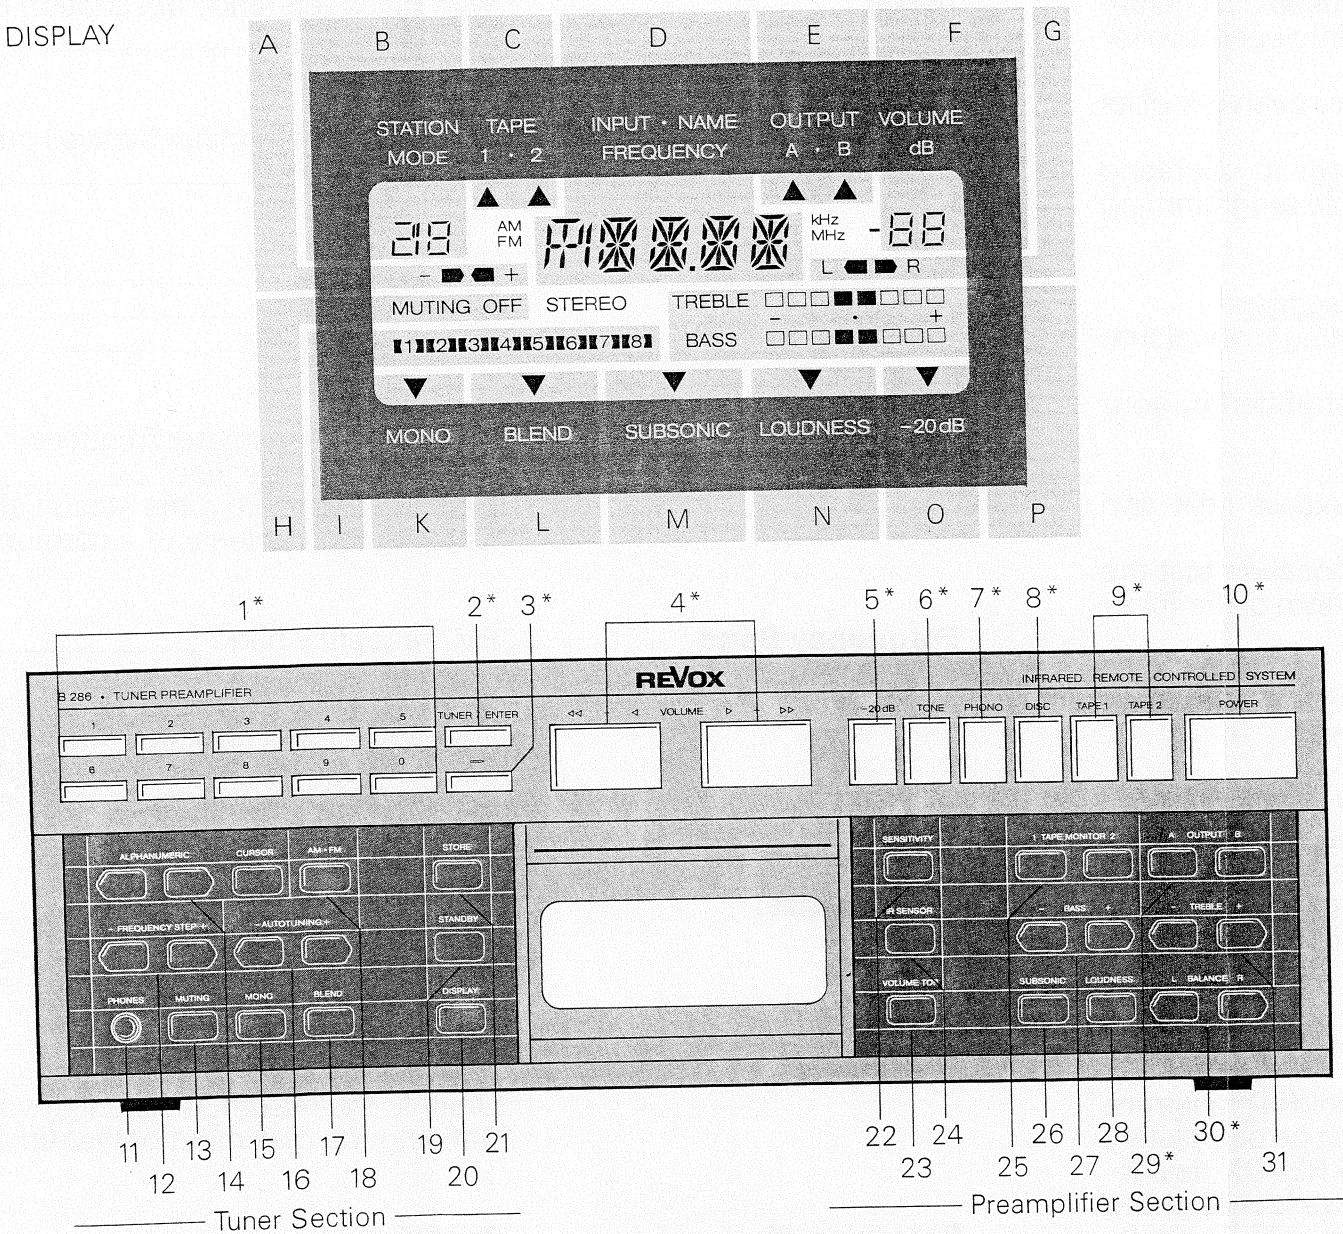 DISPLAY
A B C D E F G
STATION TAPE INPUT · NAME OUTPUT VOLUME
MODE 1 · 2 FREQUENCY A · B dB
AM kHz
FM MHz -88
- + L R
MUTING OFF STEREO TREBLE
- · +
1 2 3 4 5 6 7 8 BASS
MONO BLEND SUBSONIC LOUDNESS -20 dB
H I K L M N O P
1* 2* 3* 4* 5* 6* 7* 8* 9* 10*
REVOX
B 286 · TUNER PREAMPLIFIER INFRARED REMOTE CONTROLLED SYSTEM
1 2 3 4 5 TUNER / ENTER ◁◁ - ◁ VOLUME ▷ + ▷▷ -20 dB TONE PHONO DISC TAPE 1 TAPE 2 POWER
6 7 8 9 0 —
ALPHANUMERIC CURSOR AM · FM STORE SENSITIVITY 1 TAPE MONITOR 2 A OUTPUT B
- FREQUENCY STEP + - AUTOTUNING + STANDBY IR SENSOR - BASS + - TREBLE +
PHONES MUTING MONO BLEND DISPLAY VOLUME TO. SUBSONIC LOUDNESS L BALANCE R
11 13 15 17 19 21 22 24 26 28 30*
12 14 16 18 20 23 25 27 29* 31
Tuner Section Preamplifier Section